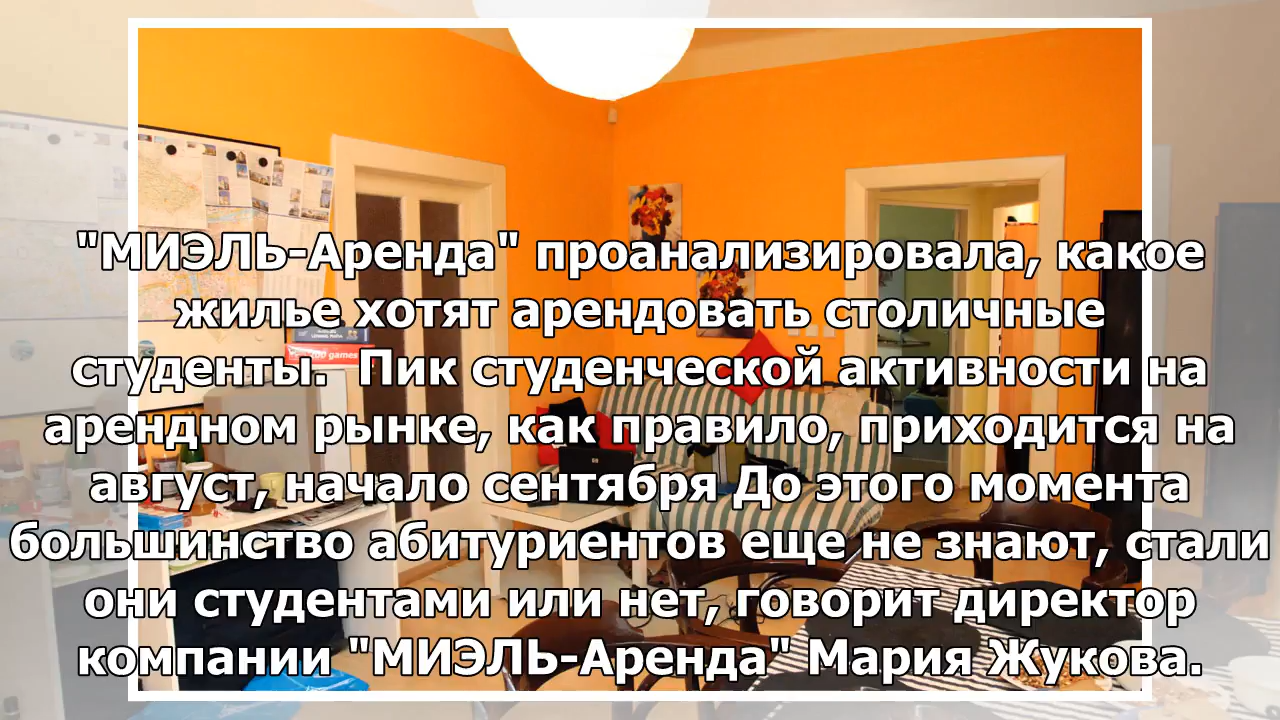 "МИЭЛЬ-Аренда" проанализировала, какое
жилье хотят арендовать столичные
студенты.  Пик студенческой активности на
арендном рынке, как правило, приходится на
август, начало сентября До этого момента
большинство абитуриентов еще не знают, стали
они студентами или нет, говорит директор
компании "МИЭЛЬ-Аренда" Мария Жукова.
games